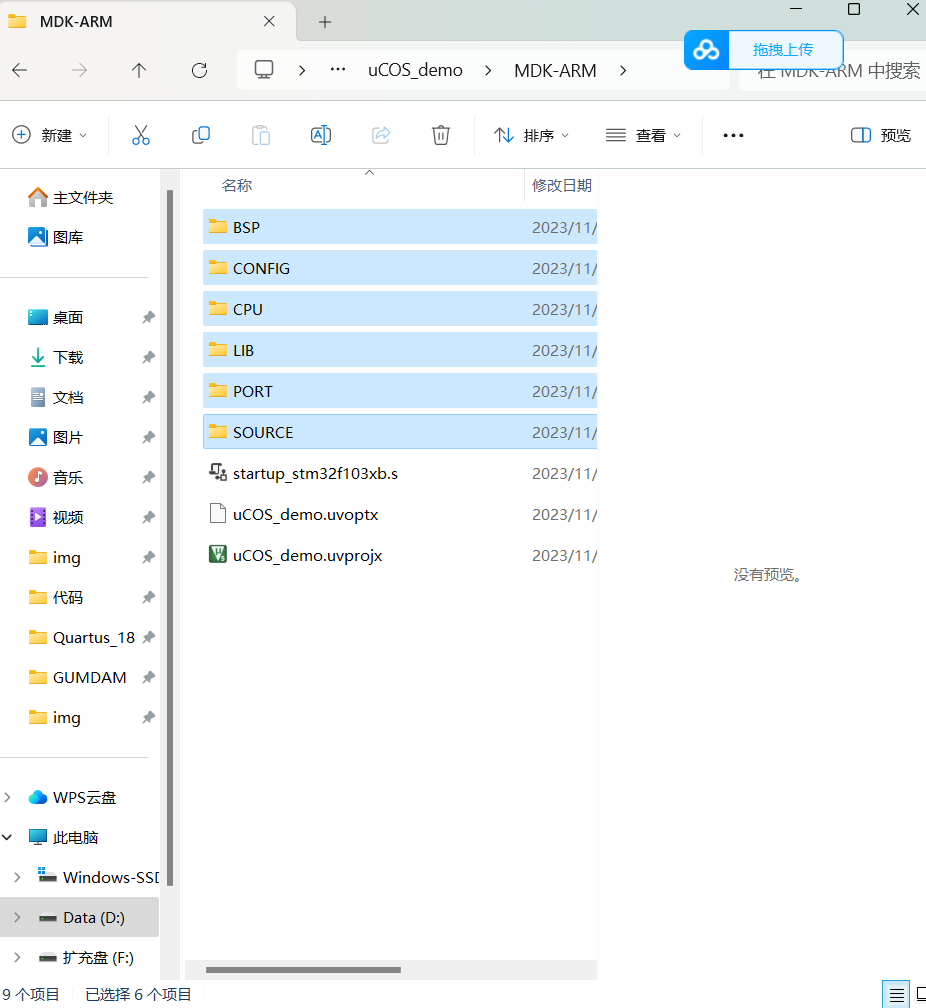 MDK-ARM
拖拽上传
uCOS_demo
MDK-ARM
在 MDK-ARM 中搜索
新建
排序
查看
预览
名称
修改日期
主文件夹
图库
桌面
下载
文档
图片
音乐
视频
img
代码
Quartus_18
GUMDAM
img
WPS云盘
此电脑
Windows-SSD
Data (D:)
扩充盘 (F:)
BSP 2023/11/
CONFIG 2023/11/
CPU 2023/11/
LIB 2023/11/
PORT 2023/11/
SOURCE 2023/11/
startup_stm32f103xb.s 2023/11/
uCOS_demo.uvoptx 2023/11/
uCOS_demo.uvprojx 2023/11/
没有预览。
9 个项目
已选择 6 个项目